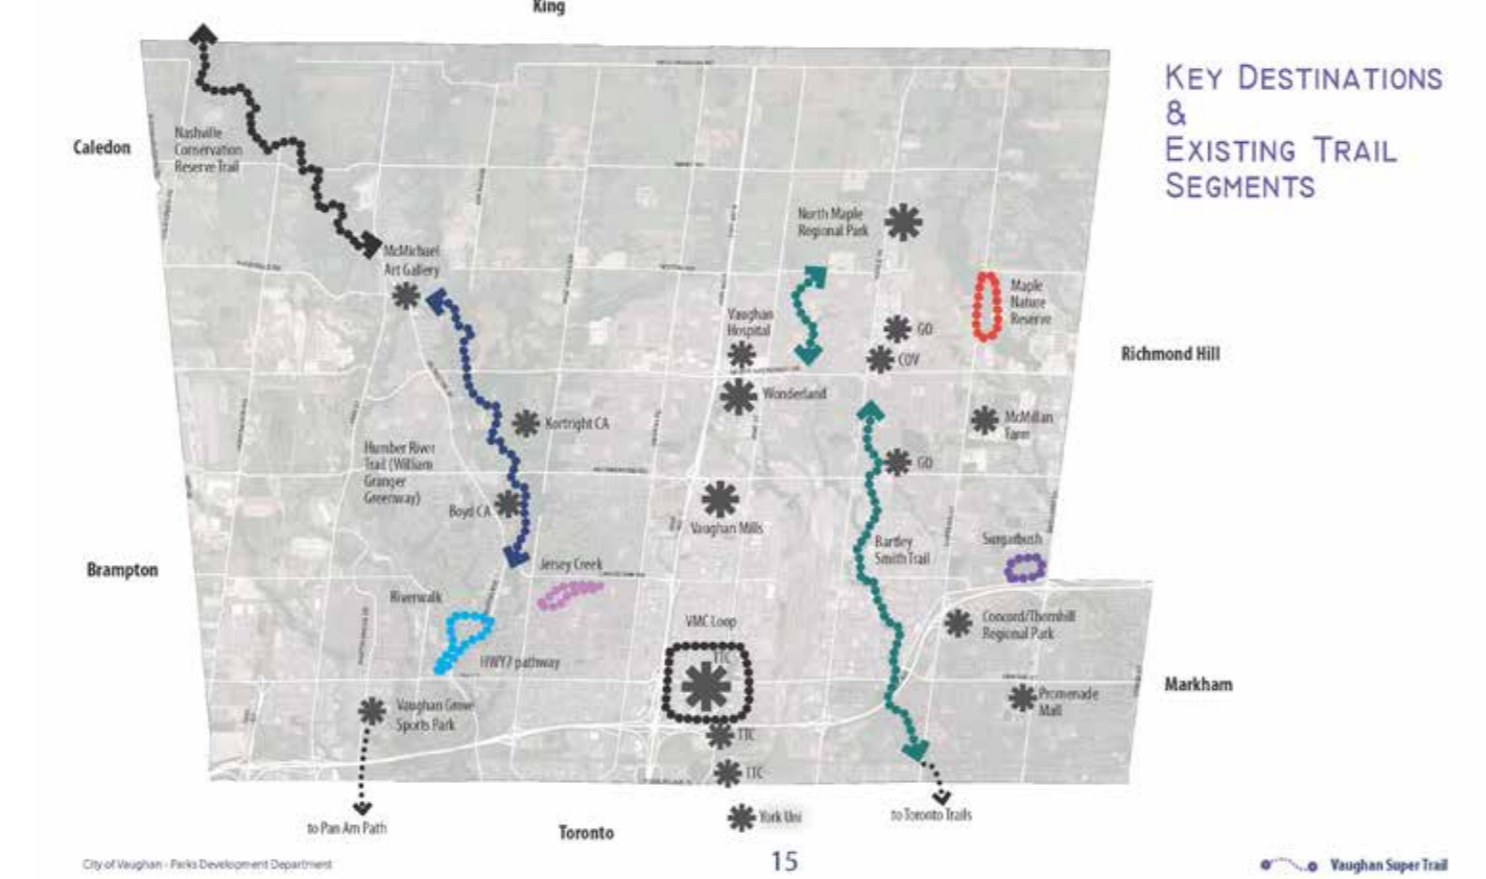 King
KEY DESTINATIONS
&
EXISTING TRAIL
SEGMENTS
Caledon
Nashville
Conservation
Reserve Trail
North Maple
Regional Park
McMichael
Art Gallery
Maple
Nature
Reserve
Vaughan
Hospital
GO
COV
Richmond Hill
Wonderland
Kortright CA
McMillan
Farm
Humber River
Trail (William
Granger
Greenway)
GO
Boyd CA
Vaughan Mills
Bartley
Smith Trail
Sugarbush
Brampton
Jersey Creek
Riverwalk
VMC Loop
Concord/Thornhill
Regional Park
TTC
HWY7 pathway
Markham
Promenade
Mall
Vaughan Grove
Sports Park
TTC
TTC
York Uni
to Toronto Trails
to Pan Am Path
Toronto
City of Vaughan - Parks Development Department
15
Vaughan Super Trail